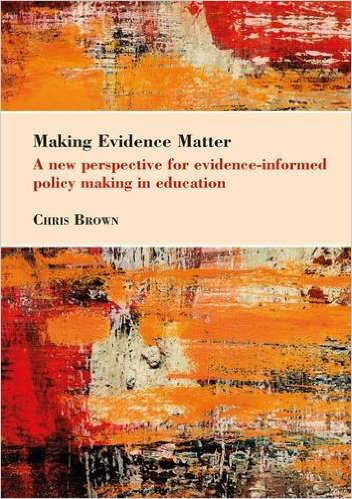 Making Evidence Matter
A new perspective for evidence-informed
policy making in education
Chris Brown